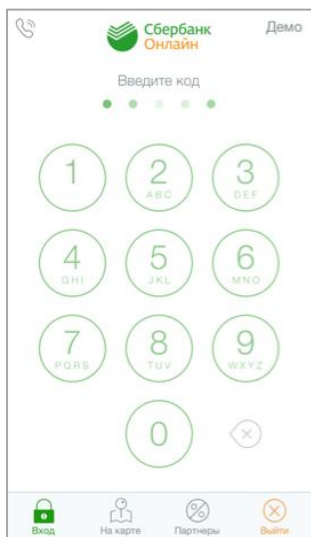 Сбербанк
Онлайн
Демо
Введите код
1
2
ABC
3
DEF
4
GHI
5
JKL
6
MNO
7
PQRS
8
TUV
9
WXYZ
0
Вход
На карте
Партнеры
Выйти